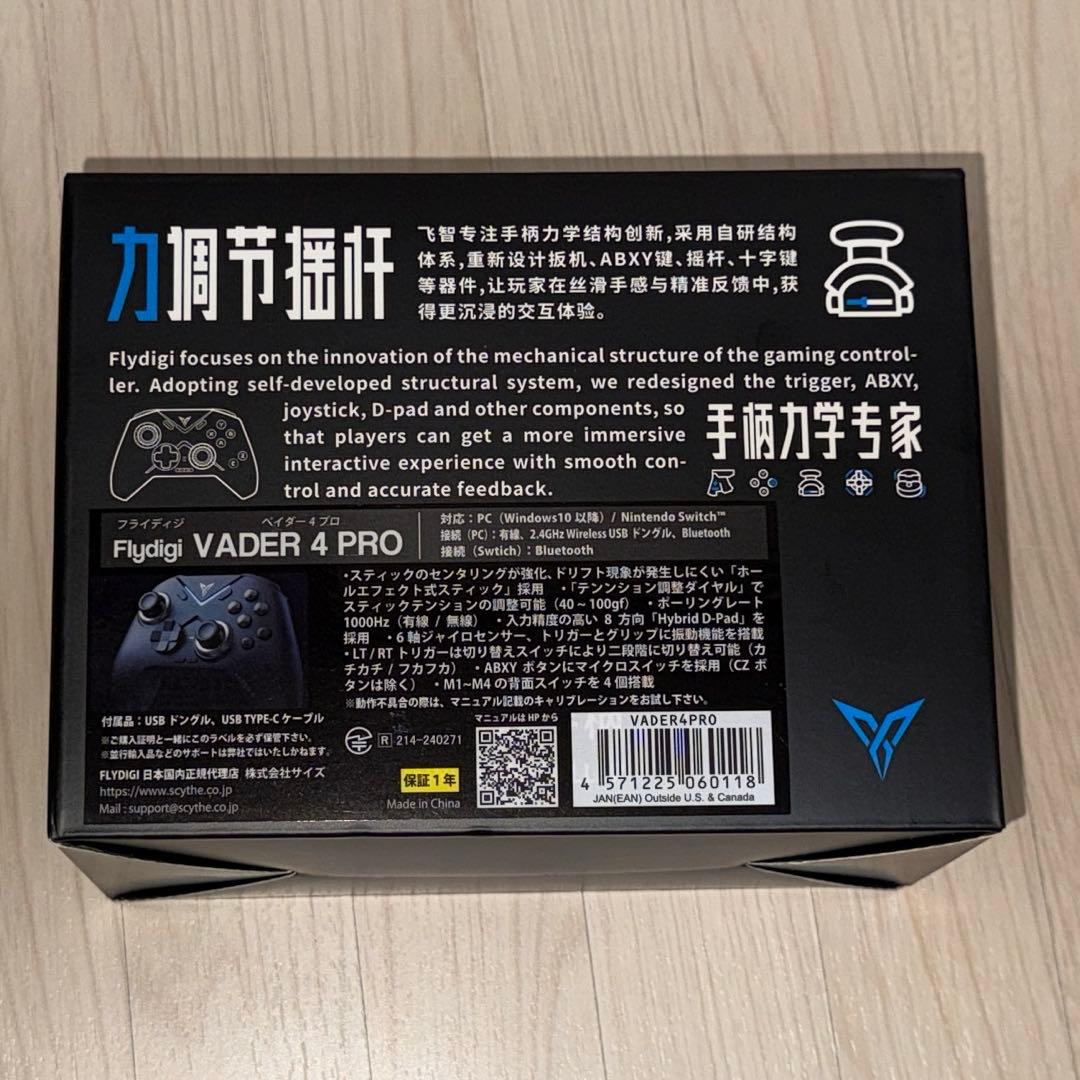 力调节摇杆
飞智专注手柄力学结构创新,采用自研结构
体系,重新设计扳机、ABXY键、摇杆、十字键
等器件,让玩家在丝滑手感与精准反馈中,获
得更沉浸的交互体验。
Flydigi focuses on the innovation of the mechanical structure of the gaming control-
ler. Adopting self-developed structural system, we redesigned the trigger, ABXY,
joystick, D-pad and other components, so
that players can get a more immersive
interactive experience with smooth con-
trol and accurate feedback.
手柄力学专家
フライディジ ベイダー 4 プロ
Flydigi VADER 4 PRO
対応：PC（Windows10 以降）/ Nintendo Switch™
接続（PC）：有線、2.4GHz Wireless USB ドングル、Bluetooth
接続（Swtich）：Bluetooth
・スティックのセンタリングが強化、ドリフト現象が発生しにくい「ホー
ルエフェクト式スティック」採用 ・「テンンション調整ダイヤル」で
スティックテンションの調整可能（40～100gf） ・ポーリングレート
1000Hz（有線 / 無線） ・入力精度の高い 8 方向「Hybrid D-Pad」を
採用 ・6 軸ジャイロセンサー、トリガーとグリップに振動機能を搭載
・LT / RT トリガーは切り替えスイッチにより二段階に切り替え可能（カ
チカチ / フカフカ） ・ABXY ボタンにマイクロスイッチを採用（CZ ボ
タンは除く） ・M1~M4 の背面スイッチを 4 個搭載
※動作不具合の際は、マニュアル記載のキャリブレーションをお試し下さい。
付属品：USB ドングル、USB TYPE-C ケーブル
※ご購入証明と一緒にこのラベルを必ず保管下さい。
※並行輸入品などのサポートは弊社ではいたしかねます。
FLYDIGI 日本国内正規代理店 株式会社サイズ
https://www.scythe.co.jp
Mail : support@scythe.co.jp
R 214-240271
保証 1 年
Made in China
マニュアルは HP から
VADER4PRO
4 571225 060118
JAN(EAN) Outside U.S. & Canada